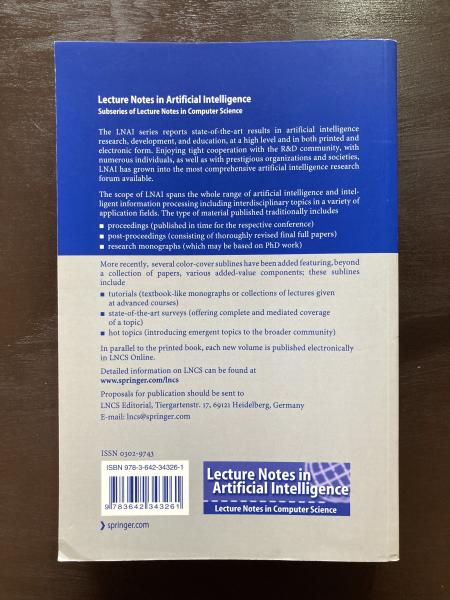 Lecture Notes in Artificial Intelligence
Subseries of Lecture Notes in Computer Science
The LNAI series reports state-of-the-art results in artificial intelligence
research, development, and education, at a high level and in both printed and
electronic form. Enjoying tight cooperation with the R&D community, with
numerous individuals, as well as with prestigious organizations and societies,
LNAI has grown into the most comprehensive artificial intelligence research
forum available.
The scope of LNAI spans the whole range of artificial intelligence and intel-
ligent information processing including interdisciplinary topics in a variety of
application fields. The type of material published traditionally includes
■ proceedings (published in time for the respective conference)
■ post-proceedings (consisting of thoroughly revised final full papers)
■ research monographs (which may be based on PhD work)
More recently, several color-cover sublines have been added featuring, beyond
a collection of papers, various added-value components; these sublines
include
■ tutorials (textbook-like monographs or collections of lectures given
at advanced courses)
■ state-of-the-art surveys (offering complete and mediated coverage
of a topic)
■ hot topics (introducing emergent topics to the broader community)
In parallel to the printed book, each new volume is published electronically
in LNCS Online.
Detailed information on LNCS can be found at
www.springer.com/lncs
Proposals for publication should be sent to
LNCS Editorial, Tiergartenstr. 17, 69121 Heidelberg, Germany
E-mail: lncs@springer.com
ISSN 0302-9743
ISBN 978-3-642-34326-1
9 783642 343261
Lecture Notes in
Artificial Intelligence
Lecture Notes in Computer Science
❯ springer.com